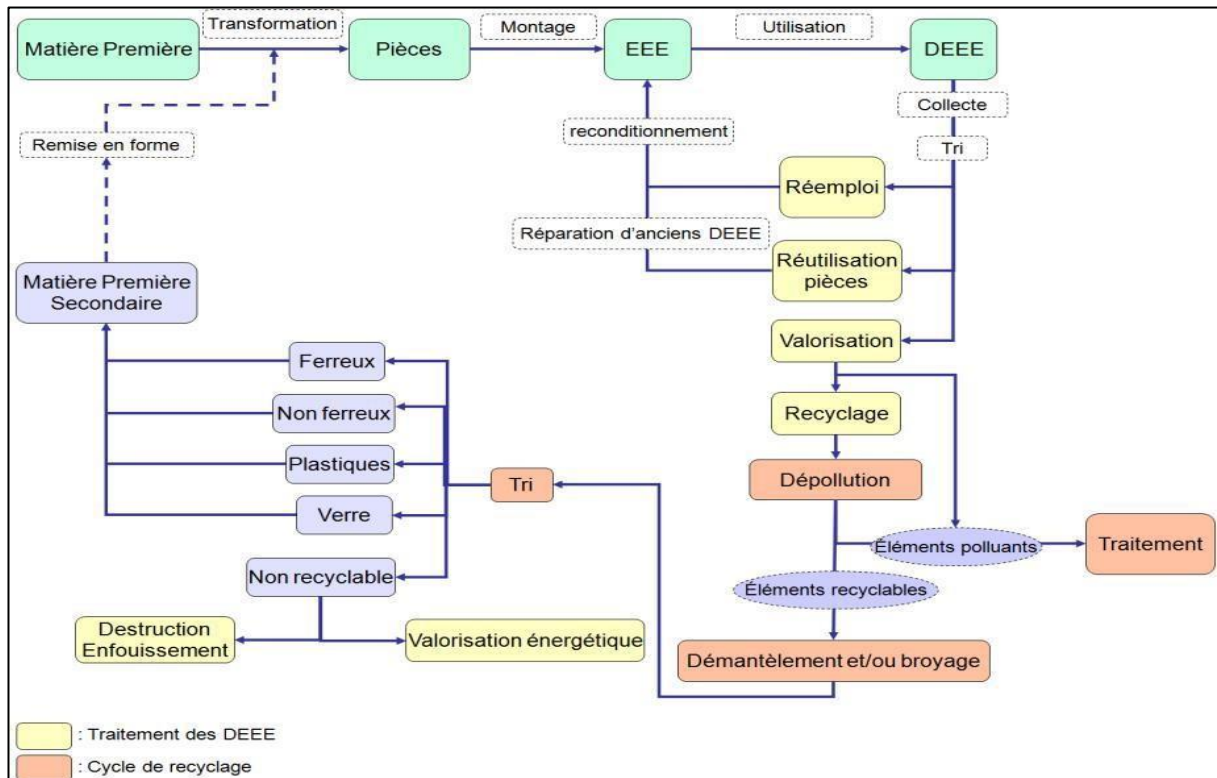 Transformation
Montage
Utilisation
Matière Première
Pièces
EEE
DEEE
Collecte
reconditionnement
Remise en forme
Tri
Réemploi
Réparation d'anciens DEEE
Réutilisation
pièces
Matière Première
Secondaire
Valorisation
Ferreux
Recyclage
Non ferreux
Plastiques
Tri
Dépollution
Verre
Éléments polluants
Traitement
Non recyclable
Éléments recyclables
Destruction
Enfouissement
Valorisation énergétique
Démantèlement et/ou broyage
: Traitement des DEEE
: Cycle de recyclage